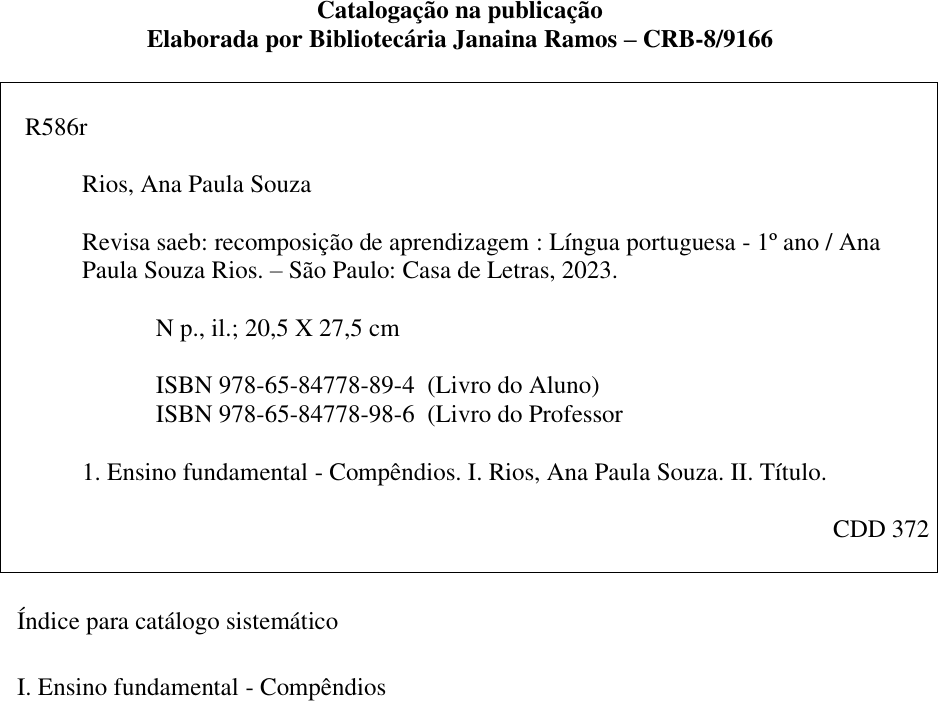 Catalogação na publicação
Elaborada por Bibliotecária Janaina Ramos – CRB-8/9166
R586r
Rios, Ana Paula Souza
Revisa saeb: recomposição de aprendizagem : Língua portuguesa - 1º ano / Ana
Paula Souza Rios. – São Paulo: Casa de Letras, 2023.
N p., il.; 20,5 X 27,5 cm
ISBN 978-65-84778-89-4  (Livro do Aluno)
ISBN 978-65-84778-98-6  (Livro do Professor
1. Ensino fundamental - Compêndios. I. Rios, Ana Paula Souza. II. Título.
CDD 372
Índice para catálogo sistemático
I. Ensino fundamental - Compêndios